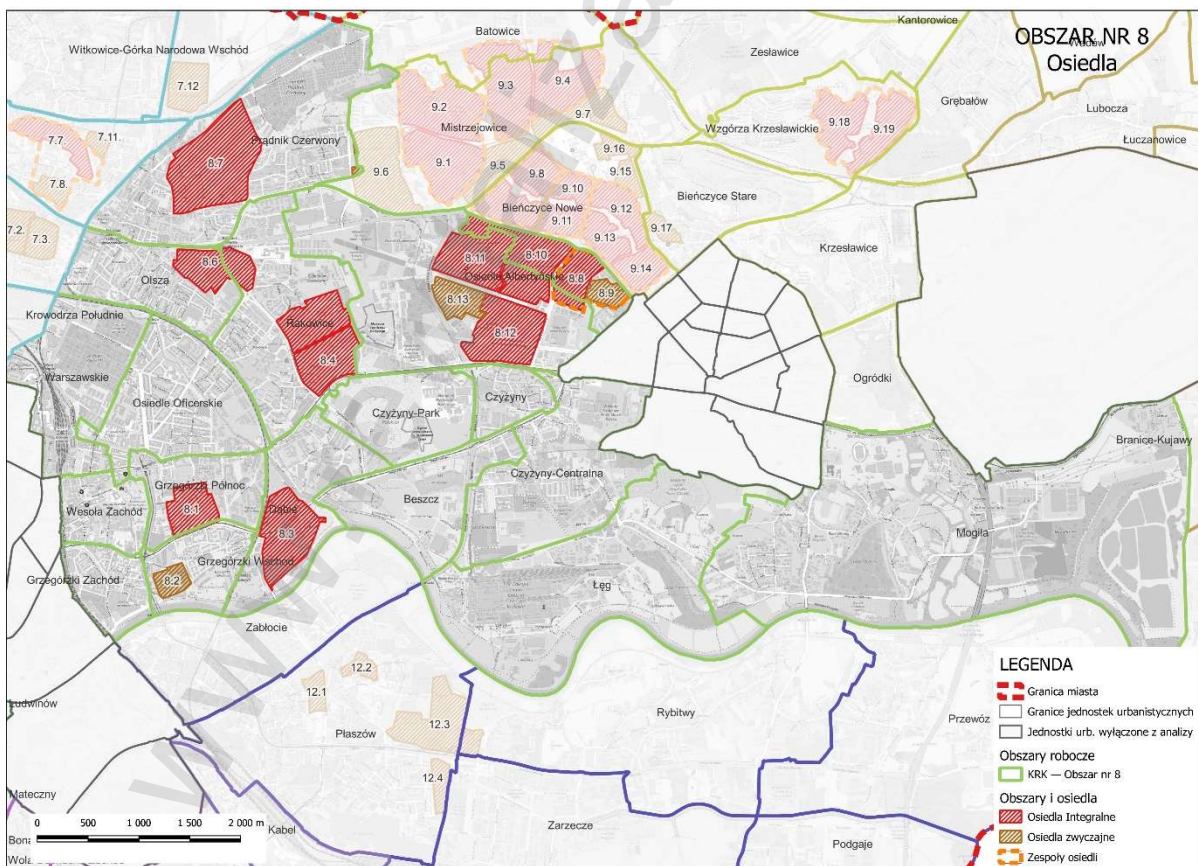 OBSZAR NR 8
Osiedla
Witkowice-Górka Narodowa Wschód
Batowice
Kantorowice
Zesławice
Wadów
7.12
9.3
9.4
9.2
9.7
Grębałów
Lubocza
7.7.
7.11.
Prądnik Czerwony
Mistrzejowice
Wzgórza Krzesławickie
9.18
9.19
Łuczanowice
8.7
9.1
9.16
9.5
9.15
7.8.
9.6
9.8
9.10
Bieńczyce Stare
Bieńczyce Nowe
9.12
9.11
7.2.
7.3.
9.17
9.13
Krzesławice
8.6
8.11
8.10
9.14
Olsza
Osiedle Albertyńskie
8.8
8.9
8.13
Krowodrza Południe
Rakowice
8.12
8.4
Warszawskie
Ogródki
Osiedle Oficerskie
Czyżyny
Czyżyny-Park
Branice-Kujawy
Grzegórzki Północ
Czyżyny-Centralna
Wesoła Zachód
Beszcz
8.1
Dąbie
8.3
Mogiła
Grzegórzki Wschód
Grzegórzki Zachód
8.2
Łęg
Zabłocie
12.2
12.1
Ludwinów
Rybitwy
Przewóz
12.3
Płaszów
12.4
Mateczny
Kabel
Zarzecze
Podgaje
0 500 1 000 1 500 2 000 m
LEGENDA
Granica miasta
Granice jednostek urbanistycznych
Jednostki urb. wyłączone z analizy
Obszary robocze
KRK — Obszar nr 8
Obszary i osiedla
Osiedla Integralne
Osiedla zwyczajne
Zespoły osiedli